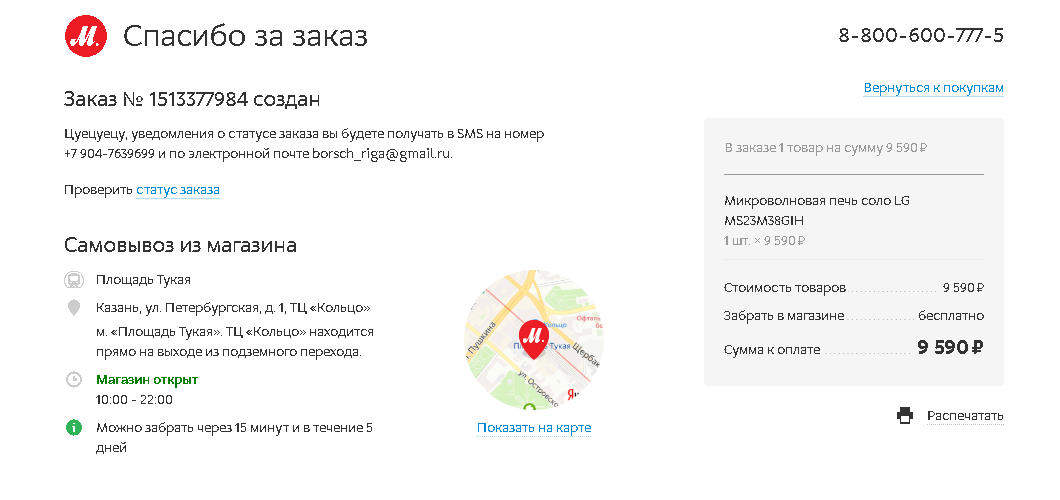 М. Спасибо за заказ
8-800-600-777-5
Вернуться к покупкам
Заказ № 1513377984 создан
Цуецуецу, уведомления о статусе заказа вы будете получать в SMS на номер
+7 904-7639699 и по электронной почте borsch_riga@gmail.ru.
Проверить статус заказа
Самовывоз из магазина
Площадь Тукая
Казань, ул. Петербургская, д. 1, ТЦ «Кольцо»
м. «Площадь Тукая». ТЦ «Кольцо» находится
прямо на выходе из подземного перехода.
Магазин открыт
10:00 - 22:00
Можно забрать через 15 минут и в течение 5
дней
Офтал
Кольцо
М.
Тукая
Пушкина
Щербак
ул. Островско
Я
Показать на карте
В заказе 1 товар на сумму 9 590 ₽
Микроволновая печь соло LG
MS23M38GIH
1 шт. × 9 590 ₽
Стоимость товаров 9 590 ₽
Забрать в магазине бесплатно
Сумма к оплате 9 590 ₽
Распечатать